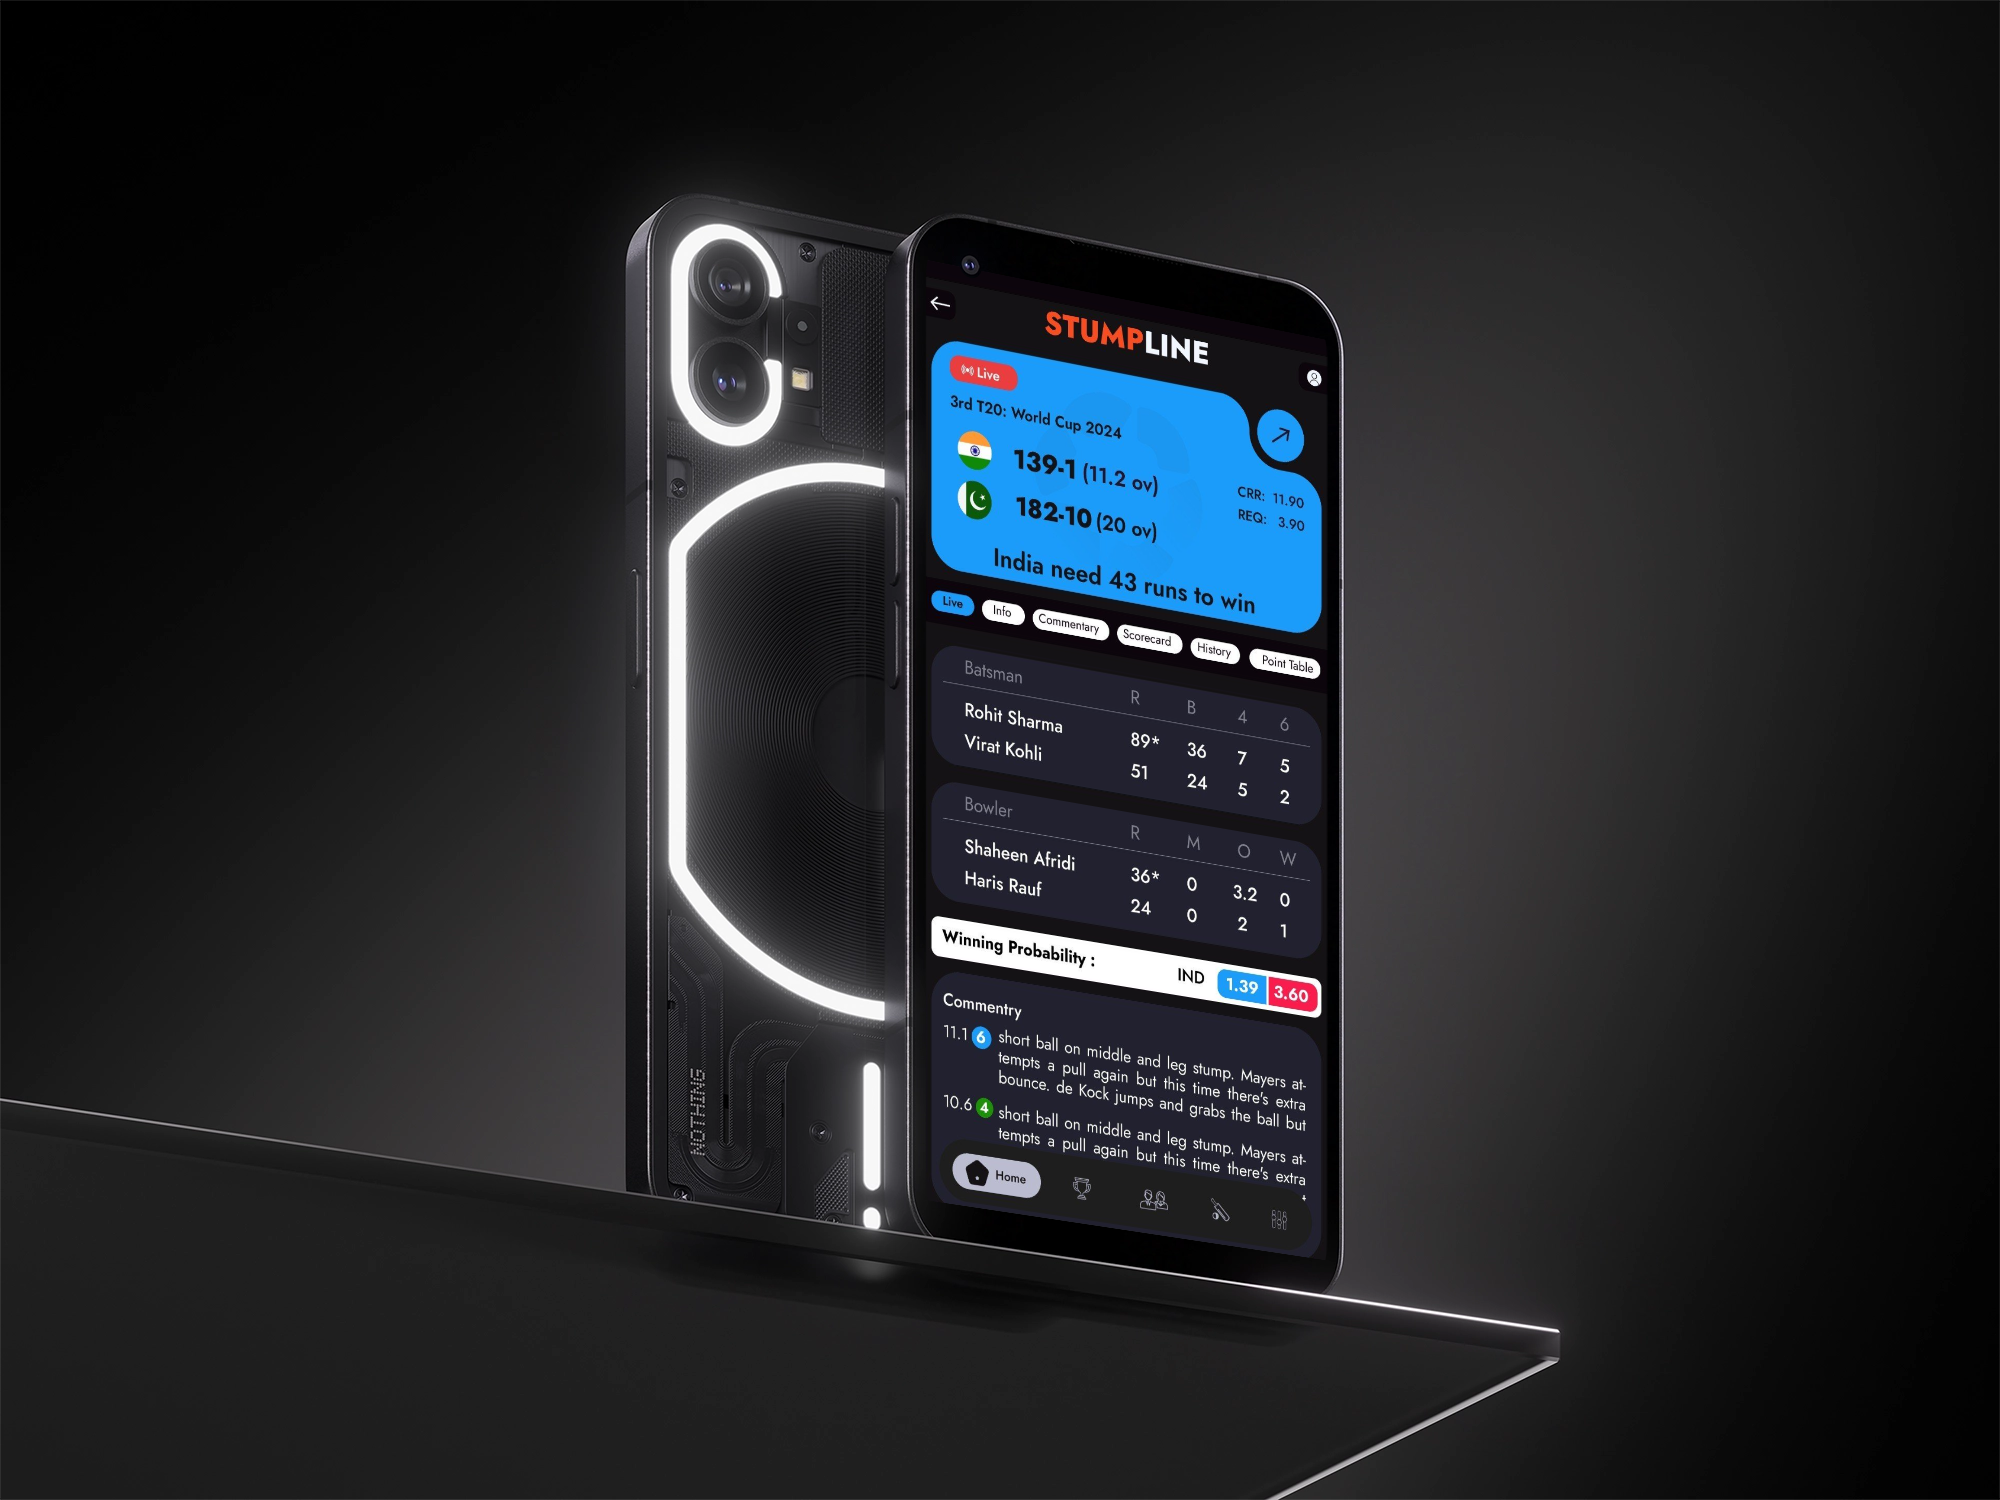 STUMPLINE
Live
3rd T20: World Cup 2024
139-1 (11.2 ov)
182-10 (20 ov)
CRR: 11.90
REQ: 3.90
India need 43 runs to win
Live Info Commentary Scorecard History Point Table
Batsman R B 4 6
Rohit Sharma 89* 36 7 5
Virat Kohli 51 24 5 2
Bowler R M O W
Shaheen Afridi 36* 0 3.2 0
Haris Rauf 24 0 2 1
Winning Probability : IND 1.39 3.60
Commentry
11.1 6 short ball on middle and leg stump. Mayers at-
tempts a pull again but this time there's extra
bounce. de Kock jumps and grabs the ball but
10.6 4 short ball on middle and leg stump. Mayers at-
tempts a pull again but this time there's extra
Home
NOTHING